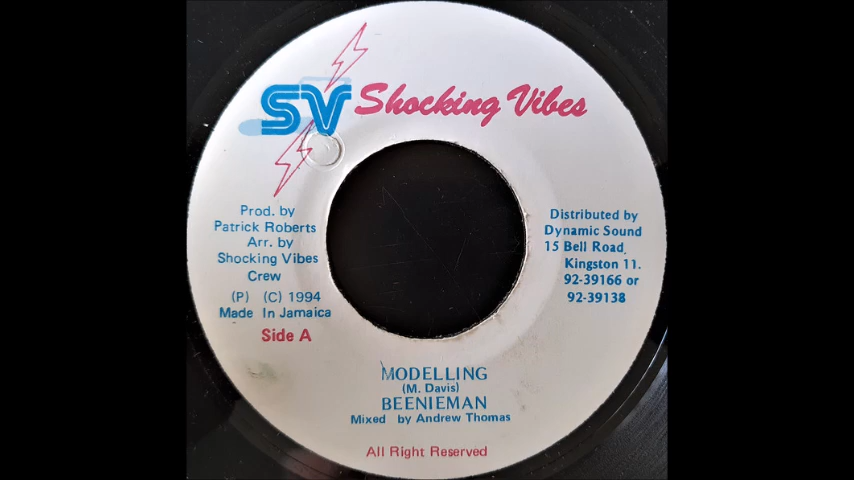 SV Shocking Vibes
Prod. by
Patrick Roberts
Arr. by
Shocking Vibes
Crew
(P) (C) 1994
Made In Jamaica
Side A
Distributed by
Dynamic Sound
15 Bell Road,
Kingston 11.
92-39166 or
92-39138
MODELLING
(M. Davis)
BEENIEMAN
Mixed by Andrew Thomas
All Right Reserved